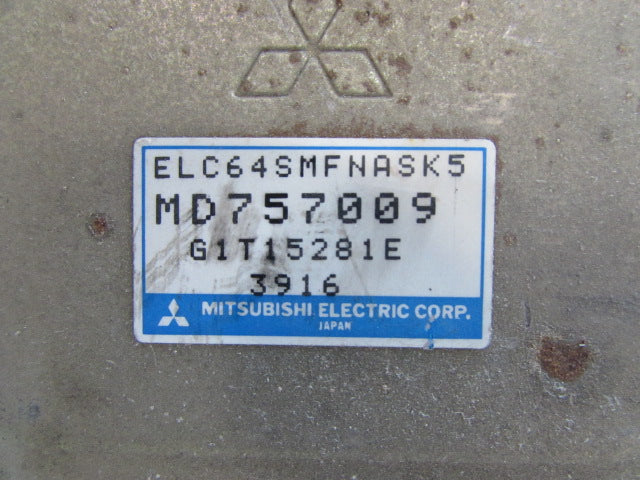 ELC64SMFNASK5
MD757009
G1T15281E
3916
MITSUBISHI ELECTRIC CORP.
JAPAN